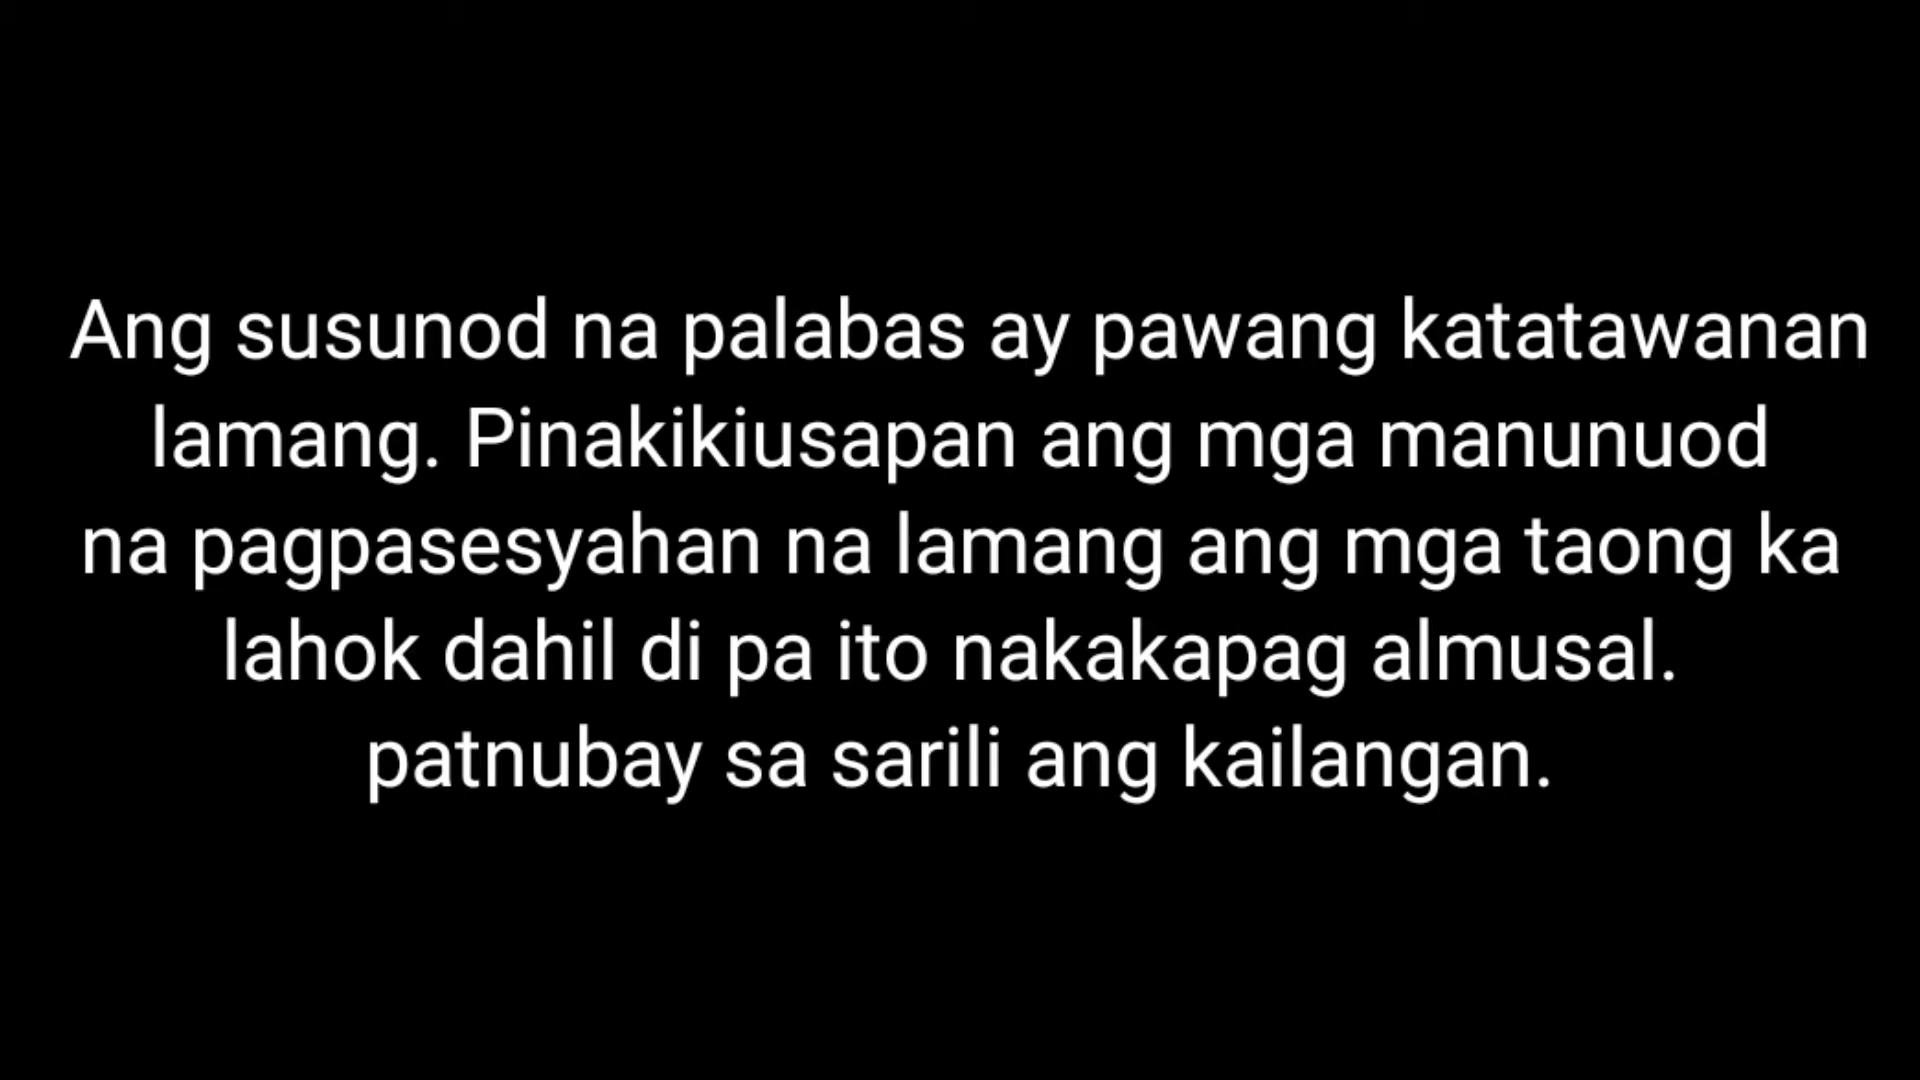 Ang susunod na palabas ay pawang katatawanan
lamang. Pinakikiusapan ang mga manunuod
na pagpasesyahan na lamang ang mga taong ka
lahok dahil di pa ito nakakapag almusal.
patnubay sa sarili ang kailangan.